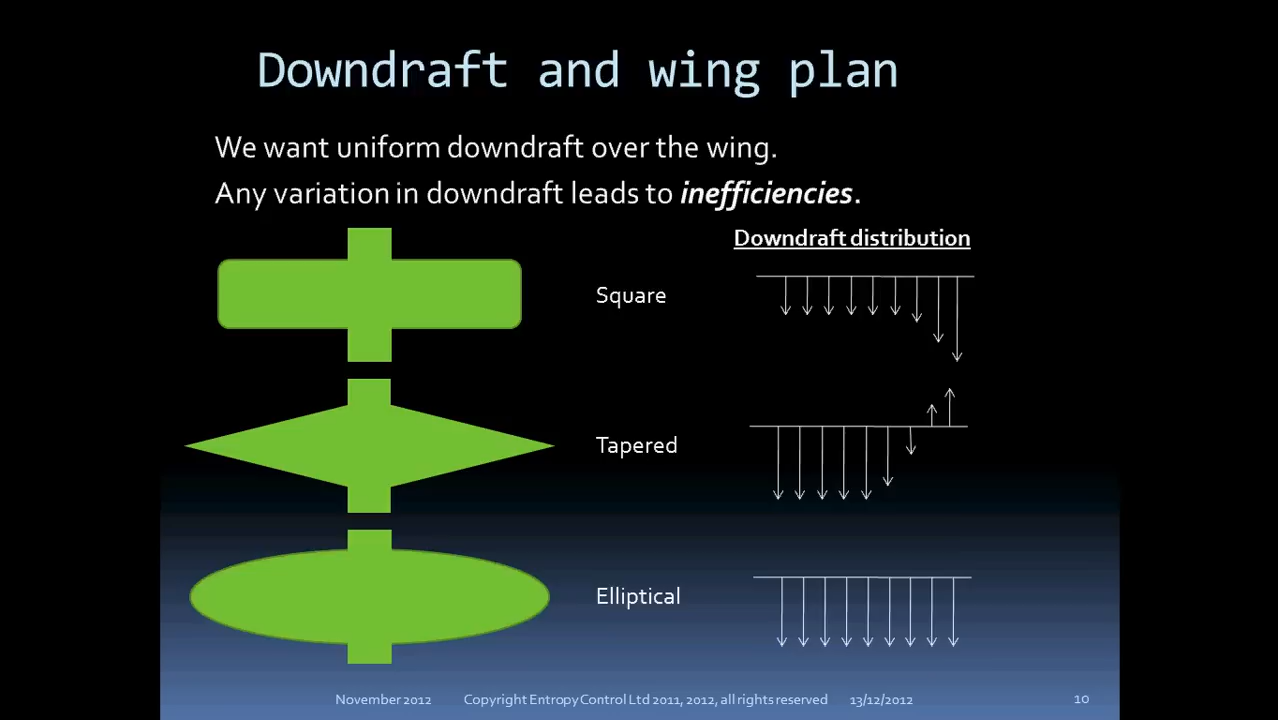 Downdraft and wing plan
We want uniform downdraft over the wing.
Any variation in downdraft leads to inefficiencies.
Downdraft distribution
Square
Tapered
Elliptical
November 2012 Copyright Entropy Control Ltd 2011, 2012, all rights reserved 13/12/2012 10